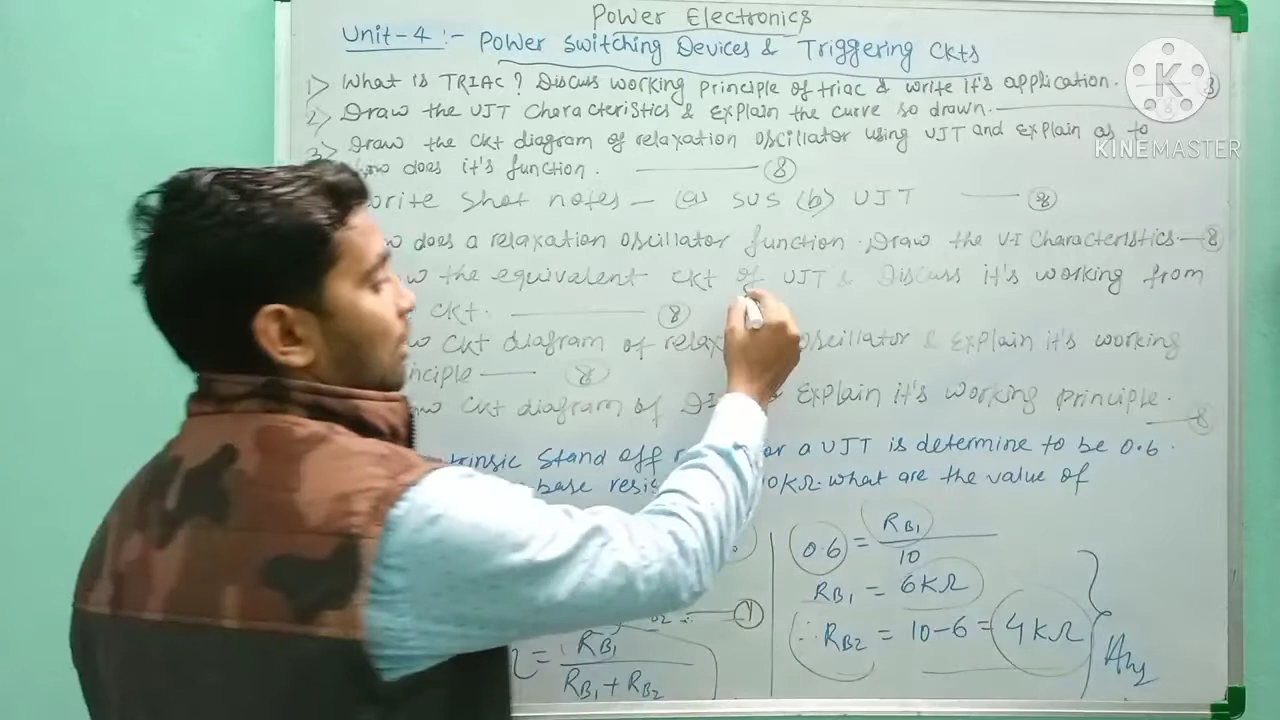 Power Electronics
Unit-4 :- Power Switching Devices & Triggering Ckts
1> What is TRIAC? Discuss working principle of triac & write it's application.
2> Draw the UJT Characteristics & Explain the curve so drawn. 8
3> Draw the Ckt diagram of relaxation oscillator using UJT and Explain as to
does it's function. 8
write Shot notes - (a) SUS (b) UJT 8
does a relaxation oscillator function. Draw the V-I Characteristics. 8
the equivalent ckt of UJT & Discuss it's working from
ckt. 8
ckt diagram of oscillator & Explain it's working
8
ckt diagram of Explain it's working principle.
8
stand off a UJT is determine to be 0.6.
base 10KΩ. what are the value of
0.6 = RB1 / 10
RB1 = 6KΩ
∴ RB2 = 10-6 = 4KΩ
Ans
= RB1 / RB1 + RB2
K
KINEMASTER